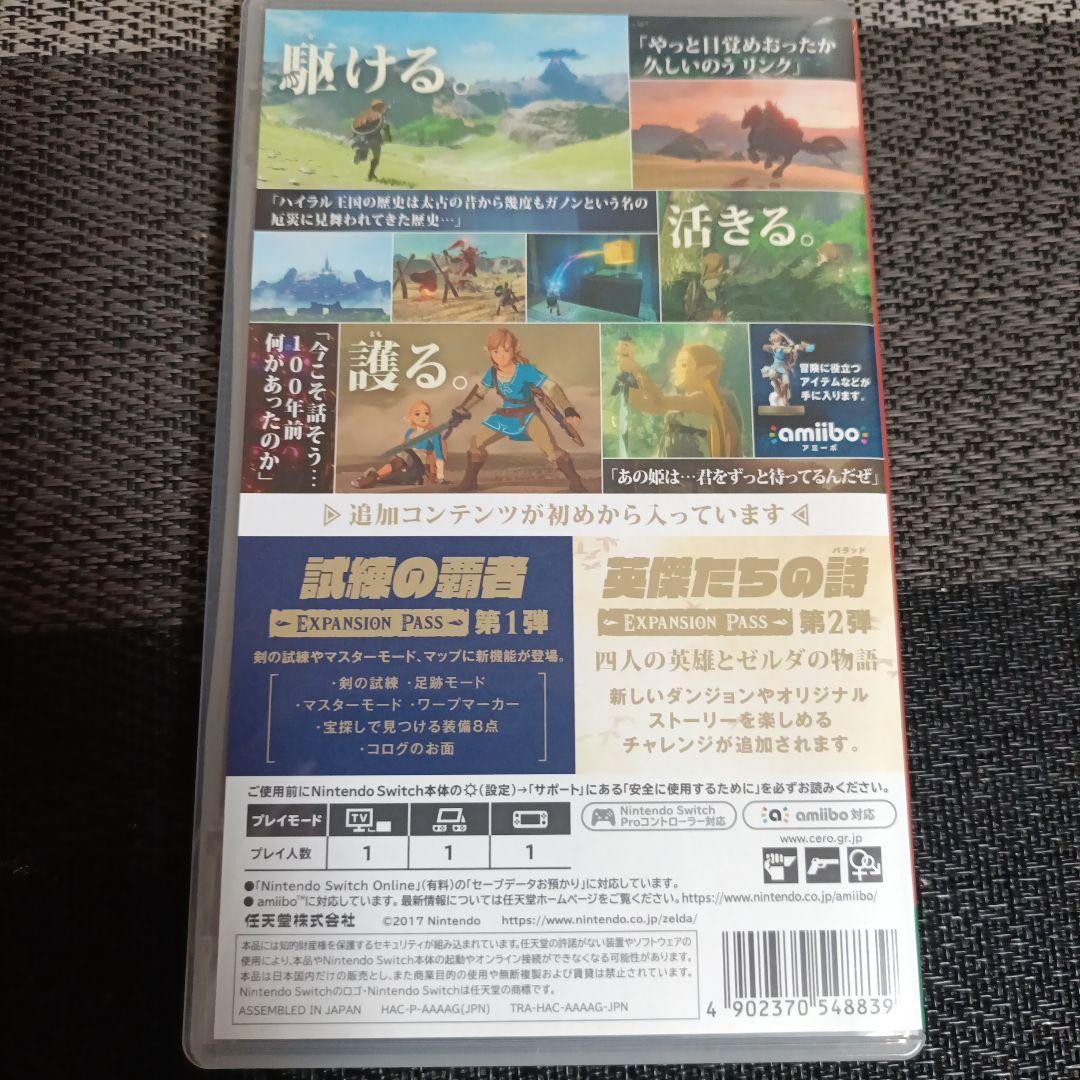 駆ける。
「やっと目覚めおったか
久しいのう リンク」
「ハイラル王国の歴史は太古の昔から幾度もガノンという名の
厄災に見舞われてきた歴史…」
活きる。
「今こそ話そう…
100年前
何があったのか」
まも
護る。
冒険に役立つ
アイテムなどが
手に入ります。
amiibo
アミーボ
「あの姫は…君をずっと待ってるんだぜ」
追加コンテンツが初めから入っています
試練の覇者
EXPANSION PASS 第1弾
剣の試練やマスターモード、マップに新機能が登場。
・剣の試練 ・足跡モード
・マスターモード ・ワープマーカー
・宝探しで見つける装備8点
・コログのお面
バラッド
英傑たちの詩
EXPANSION PASS 第2弾
四人の英雄とゼルダの物語
新しいダンジョンやオリジナル
ストーリーを楽しめる
チャレンジが追加されます。
ご使用前にNintendo Switch本体の(設定)→「サポート」にある「安全に使用するために」を必ずお読みください。
プレイモード TV
プレイ人数 1 1 1
Nintendo Switch
Proコントローラー対応
amiibo 対応
www.cero.gr.jp
●「Nintendo Switch Online」(有料)の「セーブデータお預かり」に対応しています。
● amiibo™に対応しています。最新情報については任天堂ホームページをご覧ください。https://www.nintendo.co.jp/amiibo/
任天堂株式会社 ©2017 Nintendo https://www.nintendo.co.jp/zelda/
本品には知的財産権を保護するセキュリティが組み込まれています。任天堂の許諾がない装置やソフトウェアの
使用により、本品やNintendo Switch本体の起動やオンライン接続ができなくなる可能性があります。
本品は日本国内だけの販売とし、また商業目的の使用や無断複製および賃貸は禁止されています。
Nintendo Switchのロゴ・Nintendo Switchは任天堂の商標です。
ASSEMBLED IN JAPAN HAC-P-AAAAG(JPN) TRA-HAC-AAAAG-JPN
4 902370 548839